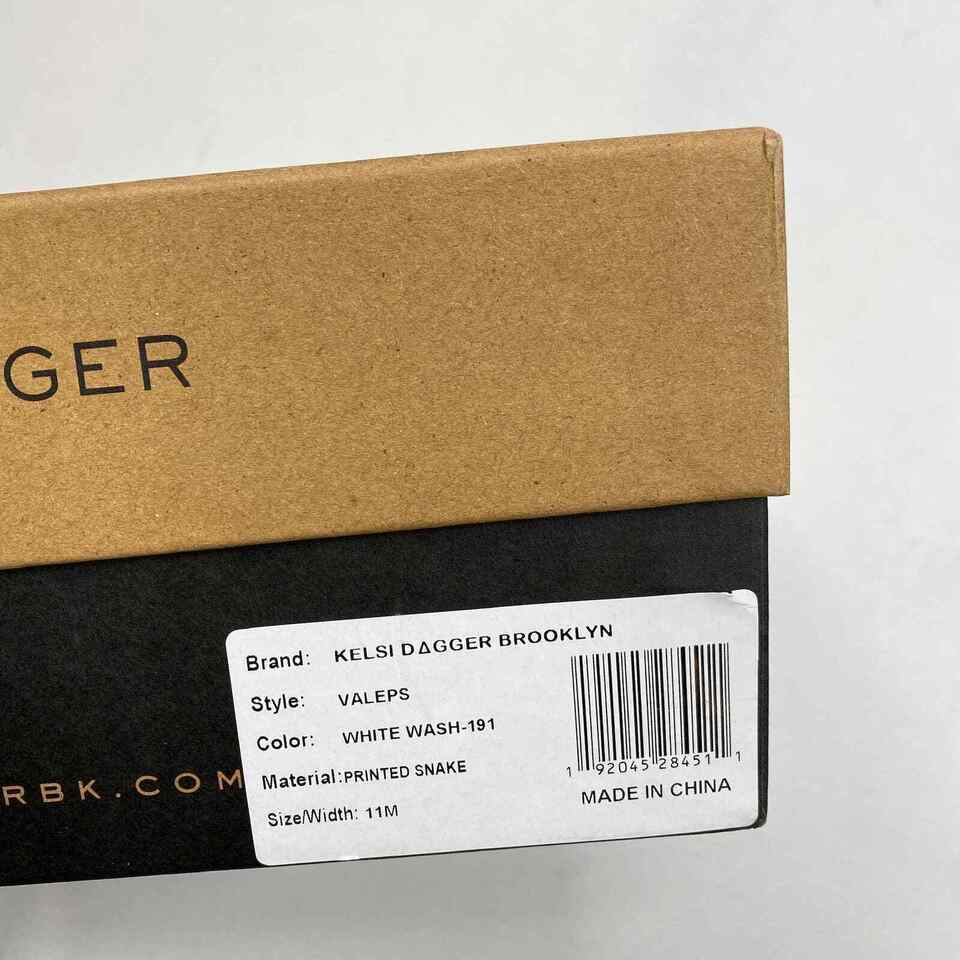 GER
RBK.COM
Brand: KELSI DΔGGER BROOKLYN
Style: VALEPS
Color: WHITE WASH-191
Material:PRINTED SNAKE
Size/Width: 11M
1 92045 28451 1
MADE IN CHINA